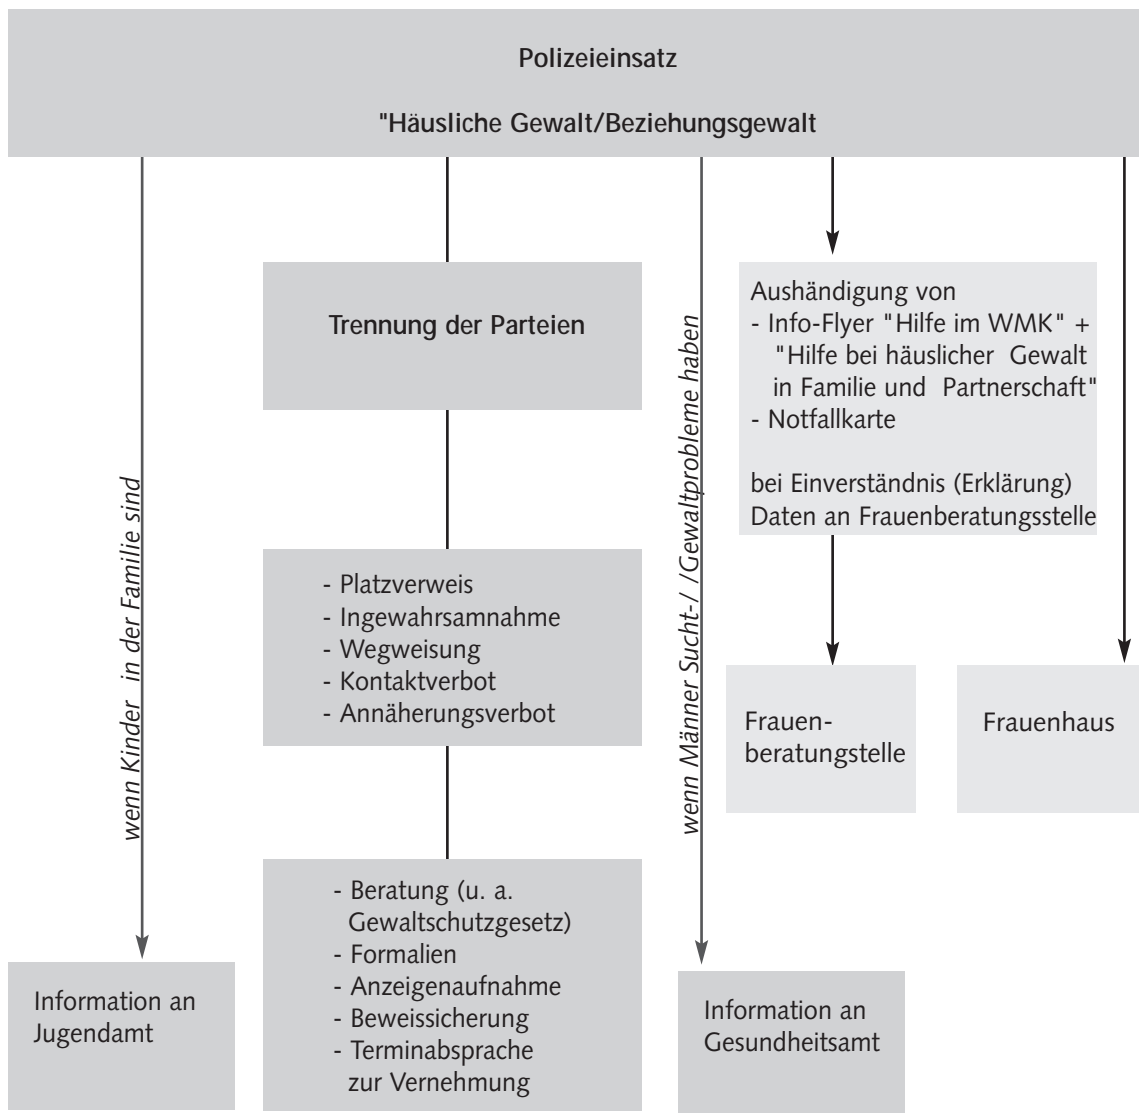 Polizeieinsatz
"Häusliche Gewalt/Beziehungsgewalt
wenn Kinder in der Familie sind
Information an
Jugendamt
Trennung der Parteien
- Platzverweis
- Ingewahrsamnahme
- Wegweisung
- Kontaktverbot
- Annäherungsverbot
- Beratung (u. a.
Gewaltschutzgesetz)
- Formalien
- Anzeigenaufnahme
- Beweissicherung
- Terminabsprache
zur Vernehmung
wenn Männer Sucht-/ /Gewaltprobleme haben
Information an
Gesundheitsamt
Aushändigung von
- Info-Flyer "Hilfe im WMK" +
"Hilfe bei häuslicher Gewalt
in Familie und Partnerschaft"
- Notfallkarte
bei Einverständnis (Erklärung)
Daten an Frauenberatungsstelle
Frauen-
beratungstelle
Frauenhaus